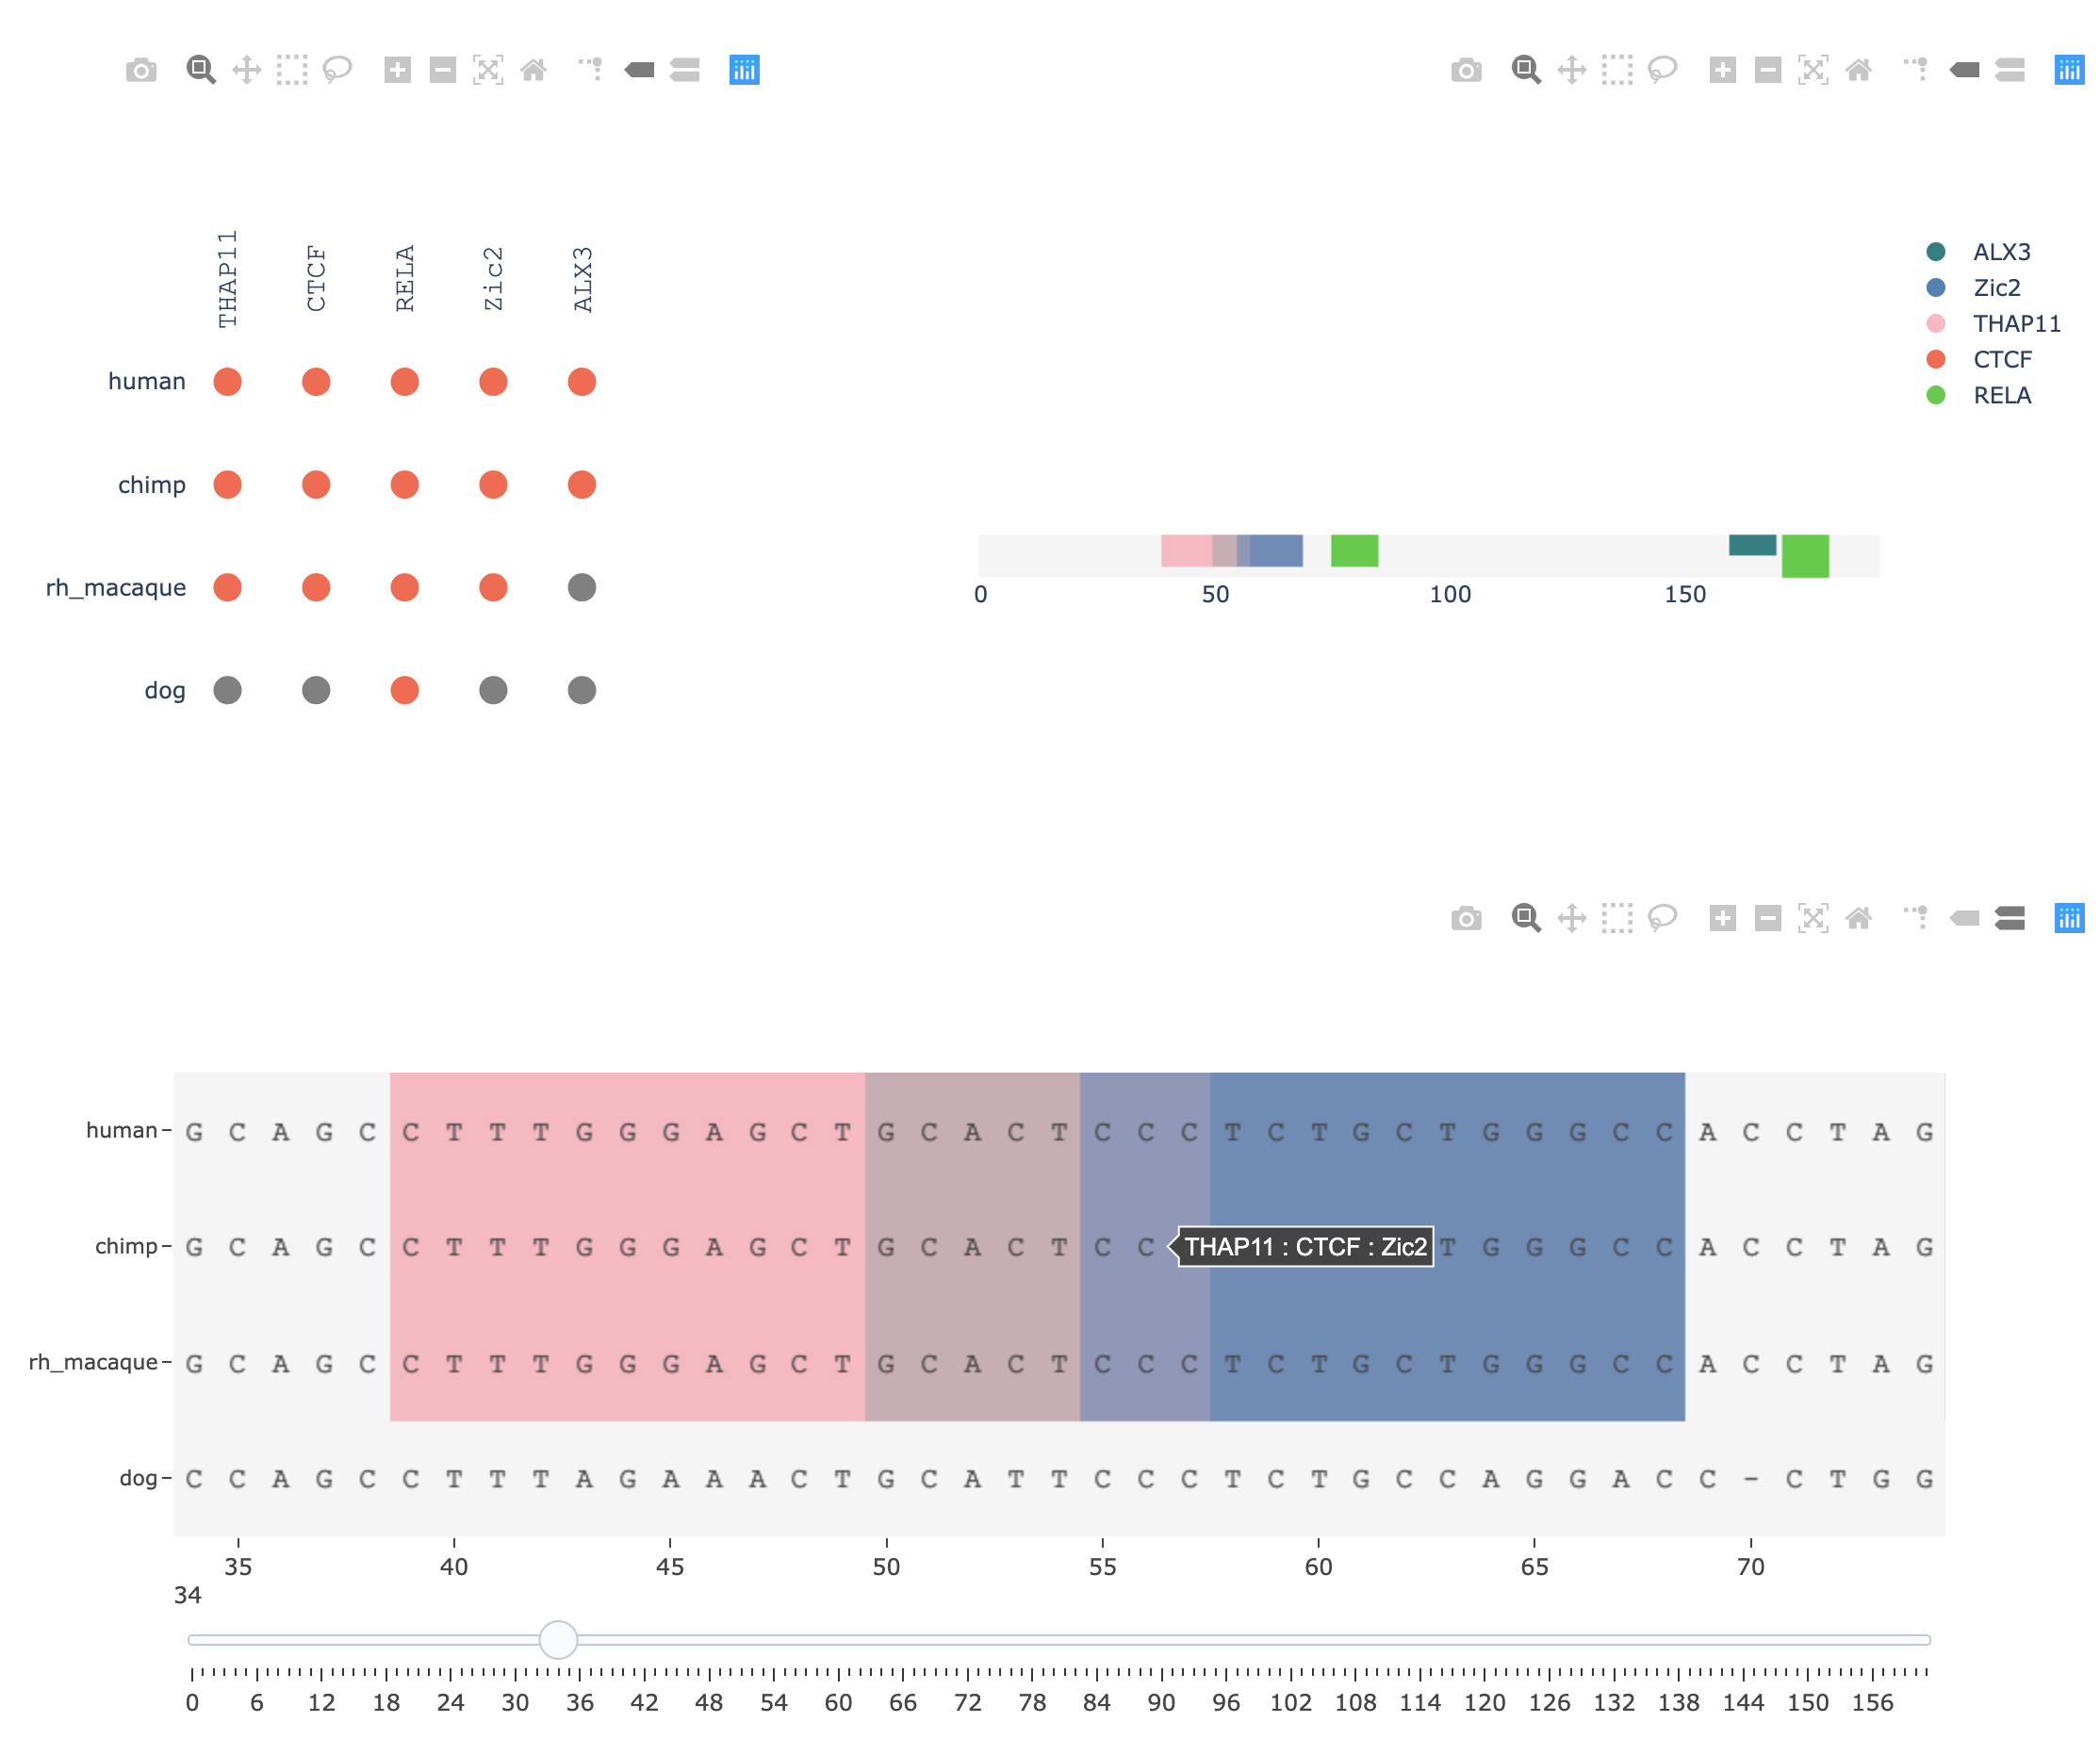 THAP11 CTCF RELA Zic2 ALX3
human
chimp
rh_macaque
dog
ALX3
Zic2
THAP11
CTCF
RELA
0 50 100 150
human G C A G C C T T T G G G A G C T G C A C T C C C T C T G C T G G G C C A C C T A G
chimp G C A G C C T T T G G G A G C T G C A C T C C THAP11 : CTCF : Zic2 T G G G C C A C C T A G
rh_macaque G C A G C C T T T G G G A G C T G C A C T C C C T C T G C T G G G C C A C C T A G
dog C C A G C C T T T A G A A A C T G C A T T C C C T C T G C C A G G A C C - C T G G
35 40 45 50 55 60 65 70
34
0 6 12 18 24 30 36 42 48 54 60 66 72 78 84 90 96 102 108 114 120 126 132 138 144 150 156